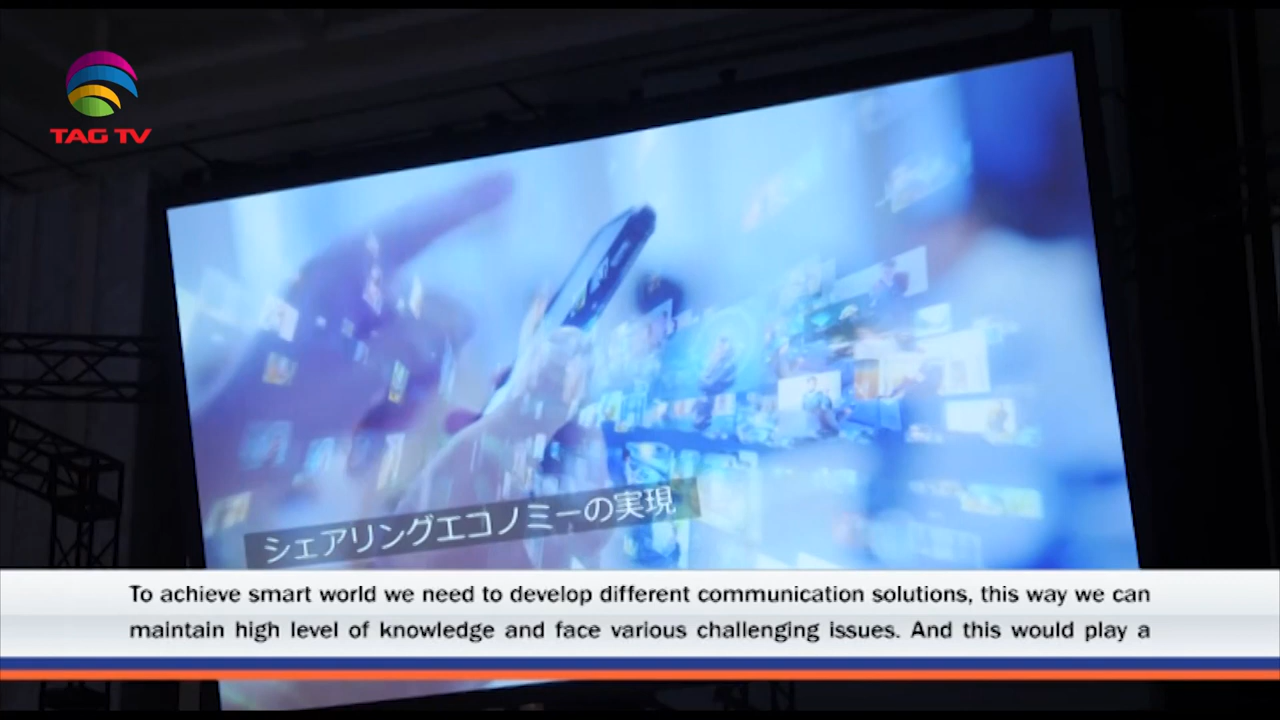 TAG TV
シェアリングエコノミーの実現
To achieve smart world we need to develop different communication solutions, this way we can
maintain high level of knowledge and face various challenging issues. And this would play a